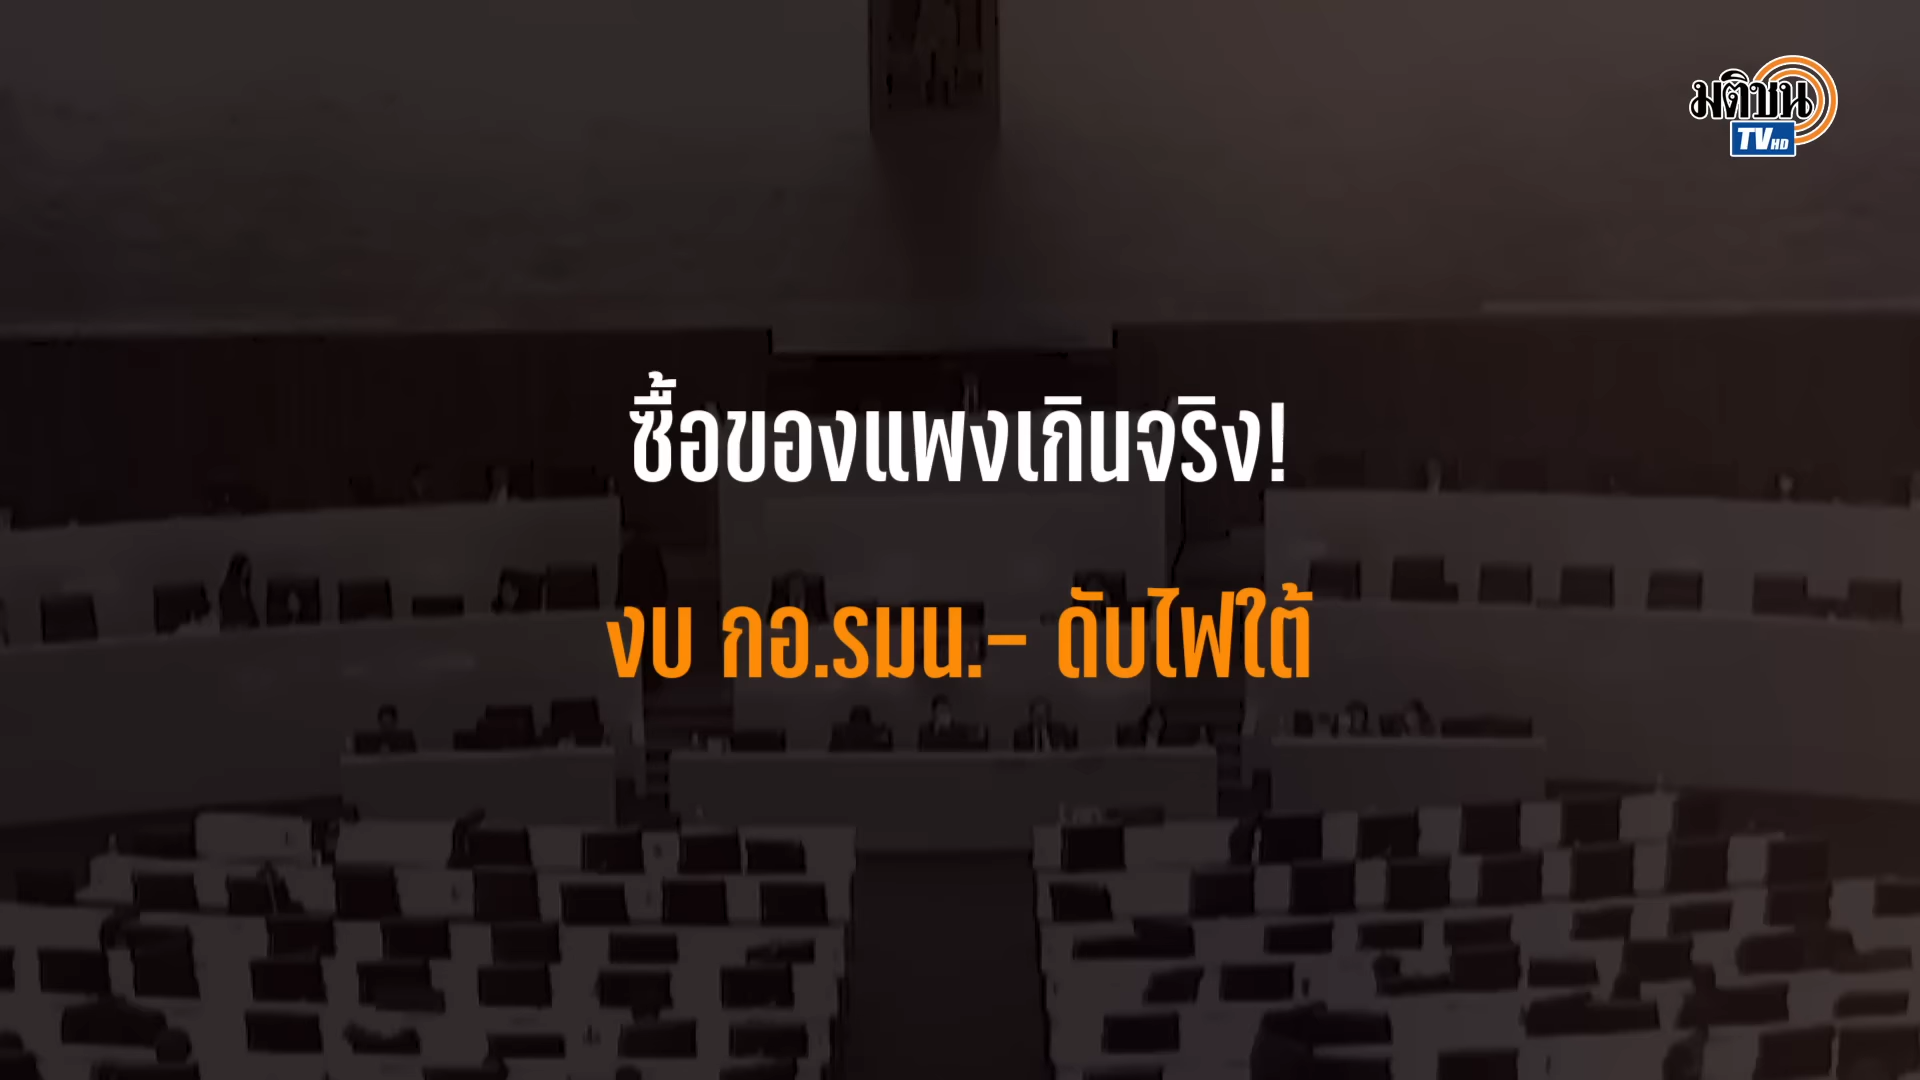 มติชน
TV HD
ซื้อของแพงเกินจริง!
งบ กอ.รมน.- ดับไฟใต้